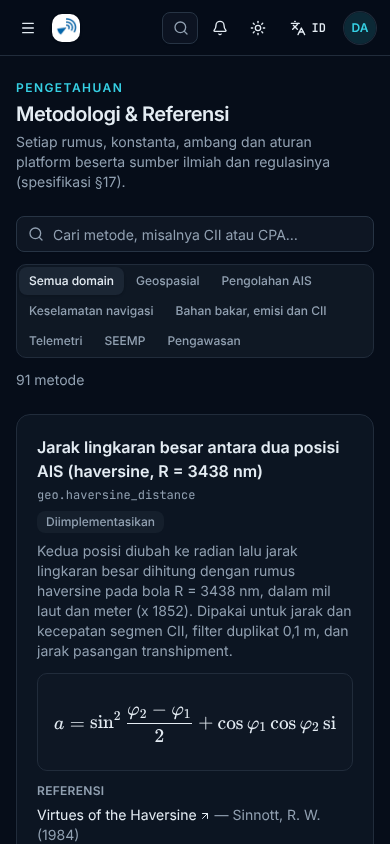 ID
DA
PENGETAHUAN
Metodologi & Referensi
Setiap rumus, konstanta, ambang dan aturan
platform beserta sumber ilmiah dan regulasinya
(spesifikasi §17).
Cari metode, misalnya CII atau CPA...
Semua domain Geospasial Pengolahan AIS
Keselamatan navigasi Bahan bakar, emisi dan CII
Telemetri SEEMP Pengawasan
91 metode
Jarak lingkaran besar antara dua posisi
AIS (haversine, R = 3438 nm)
geo.haversine_distance
Diimplementasikan
Kedua posisi diubah ke radian lalu jarak
lingkaran besar dihitung dengan rumus
haversine pada bola R = 3438 nm, dalam mil
laut dan meter (x 1852). Dipakai untuk jarak dan
kecepatan segmen CII, filter duplikat 0,1 m, dan
jarak pasangan transhipment.
a = sin² (φ₂ − φ₁)/2 + cos φ₁ cos φ₂ si
REFERENSI
Virtues of the Haversine ↗ — Sinnott, R. W.
(1984)